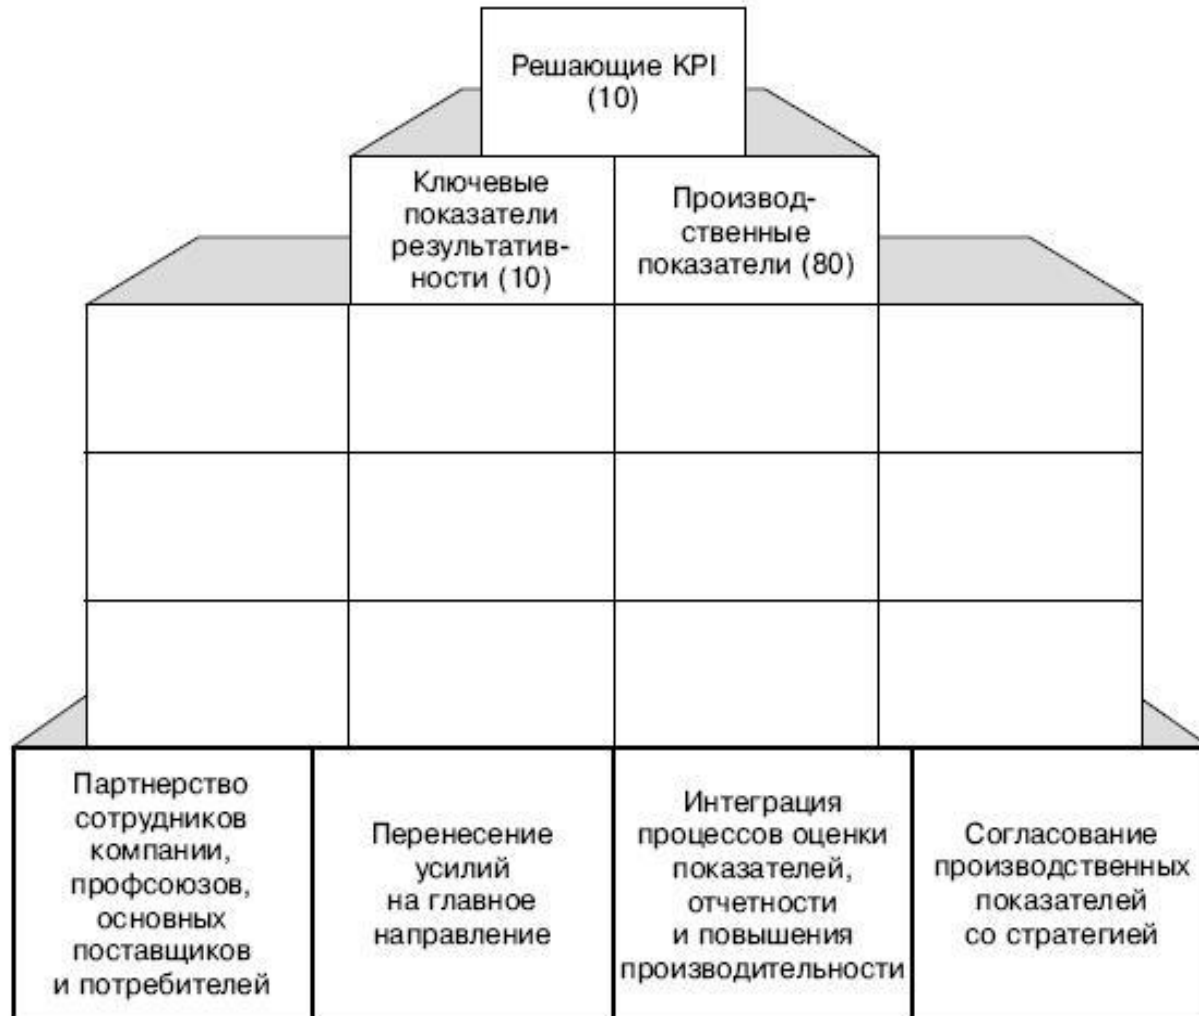 Решающие KPI
(10)
Ключевые
показатели
результатив-
ности (10)
Производ-
ственные
показатели (80)
Партнерство
сотрудников
компании,
профсоюзов,
основных
поставщиков
и потребителей
Перенесение
усилий
на главное
направление
Интеграция
процессов оценки
показателей,
отчетности
и повышения
производительности
Согласование
производственных
показателей
со стратегией